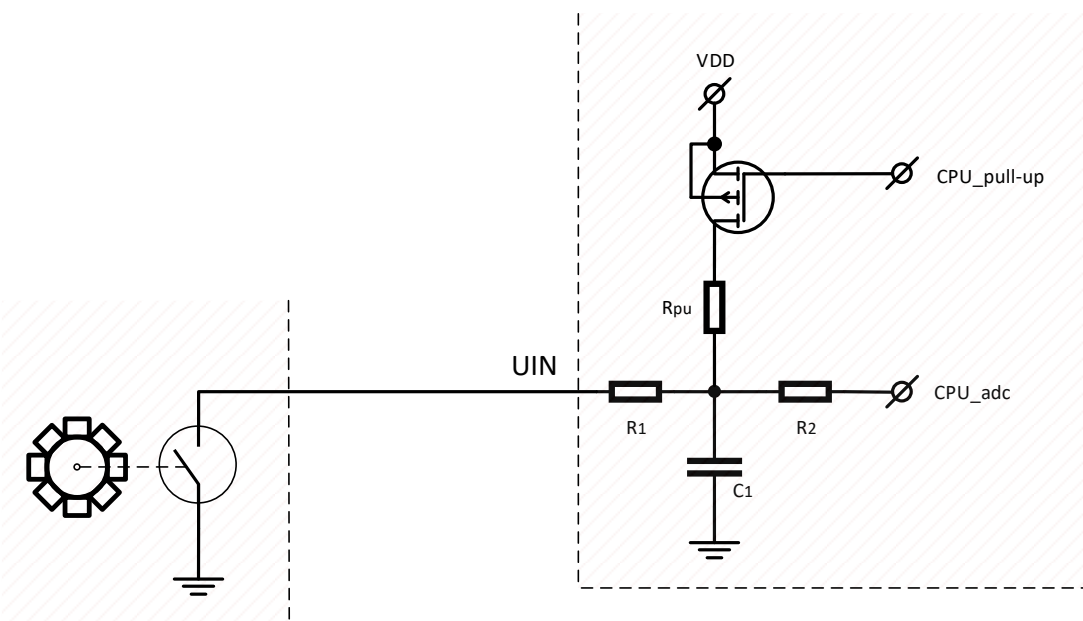 VDD
CPU_pull-up
Rpu
UIN
CPU_adc
R1
R2
C1